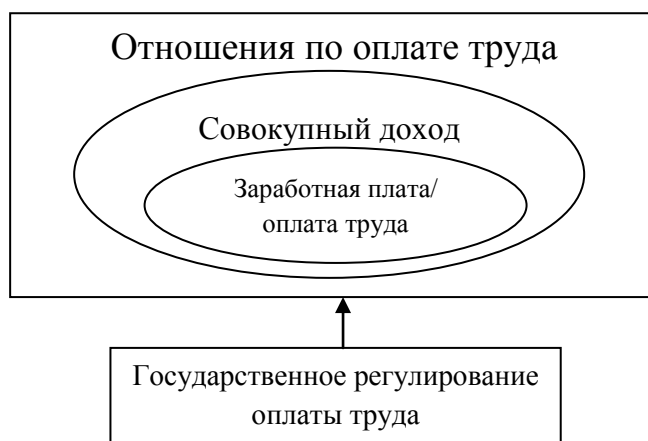 Отношения по оплате труда
Совокупный доход
Заработная плата/
оплата труда
Государственное регулирование
оплаты труда